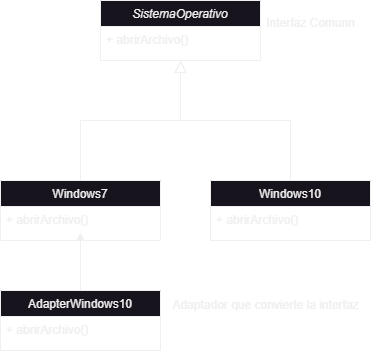 SistemaOperativo
+ abrirArchivo()
Interfaz Comunn
Windows7
+ abrirArchivo()
Windows10
+ abrirArchivo()
AdapterWindows10
+ abrirArchivo()
Adaptador que convierte la interfaz